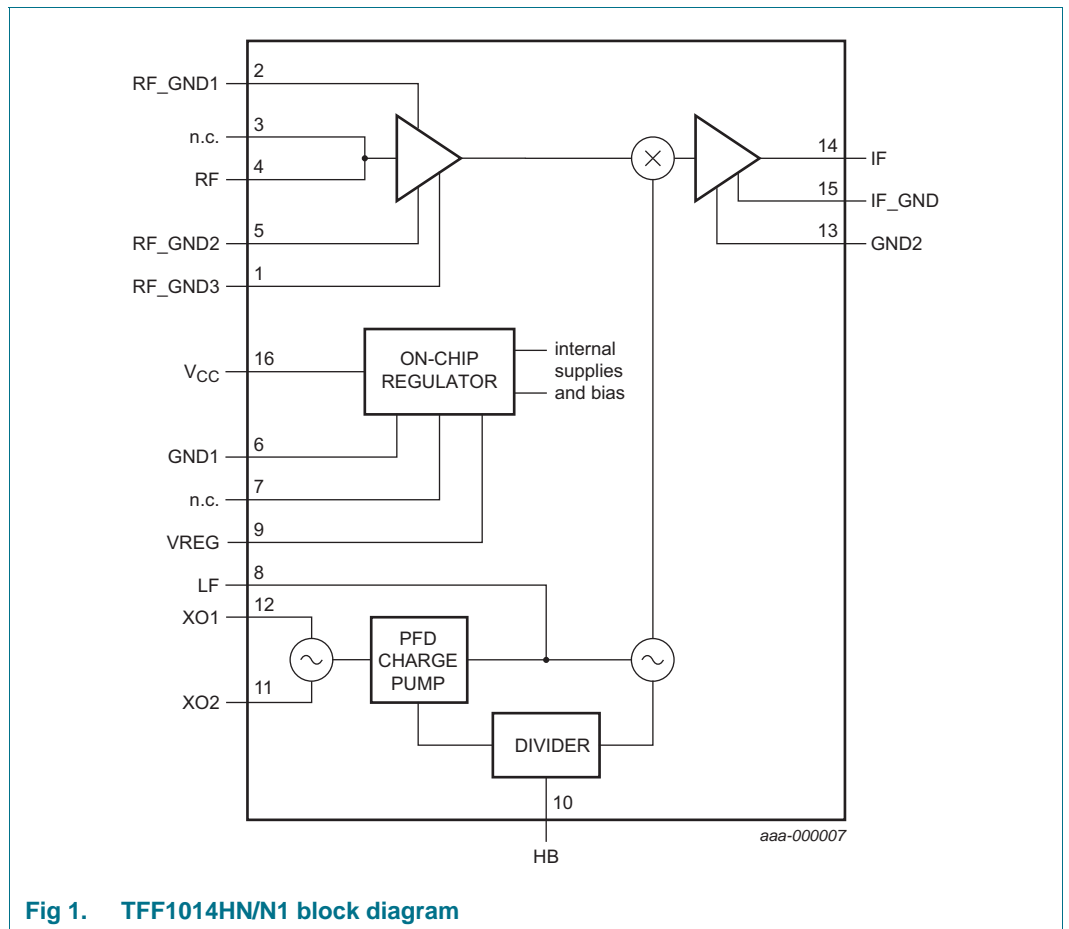 2
RF_GND1
3
n.c.
4
RF
5
RF_GND2
1
RF_GND3
14
IF
15
IF_GND
13
GND2
16
VCC
ON-CHIP
REGULATOR
internal
supplies
and bias
6
GND1
7
n.c.
9
VREG
8
LF
12
XO1
11
XO2
PFD
CHARGE
PUMP
DIVIDER
10
HB
aaa-000007
Fig 1. TFF1014HN/N1 block diagram